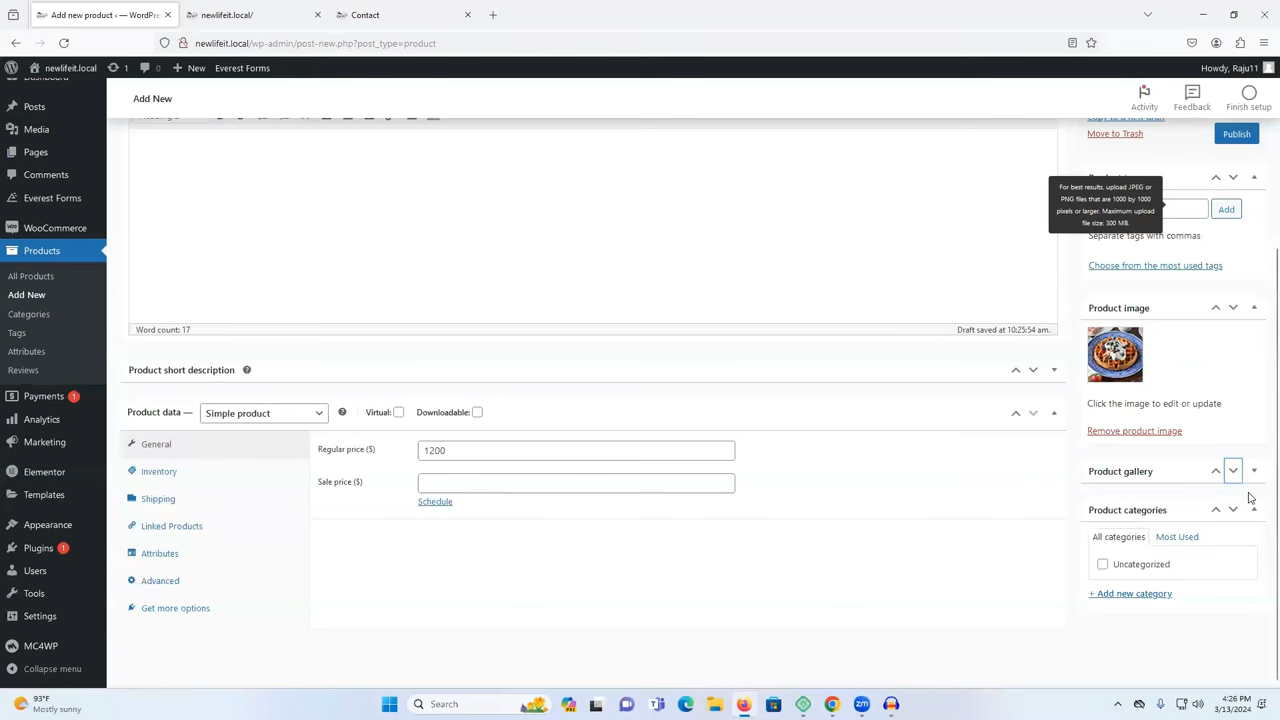 Add new product ‹ — WordPre
newlifeit.local/
Contact
newlifeit.local/wp-admin/post-new.php?post_type=product
newlifeit.local
1
0
New
Everest Forms
Howdy, Raju11
Dashboard
Posts
Media
Pages
Comments
Everest Forms
WooCommerce
Products
All Products
Add New
Categories
Tags
Attributes
Reviews
Payments 1
Analytics
Marketing
Elementor
Templates
Appearance
Plugins 1
Users
Tools
Settings
MC4WP
Collapse menu
Add New
Activity
Feedback
Finish setup
Word count: 17
Draft saved at 10:25:54 am.
Product short description
Product data —
Simple product
Virtual:
Downloadable:
General
Inventory
Shipping
Linked Products
Attributes
Advanced
Get more options
Regular price ($)
1200
Sale price ($)
Schedule
Copy to a new draft
Move to Trash
Publish
For best results, upload JPEG or
PNG files that are 1000 by 1000
pixels or larger. Maximum upload
file size: 300 MB.
Add
Separate tags with commas
Choose from the most used tags
Product image
Click the image to edit or update
Remove product image
Product gallery
Product categories
All categories
Most Used
Uncategorized
+ Add new category
93°F
Mostly sunny
Search
4:26 PM
3/13/2024